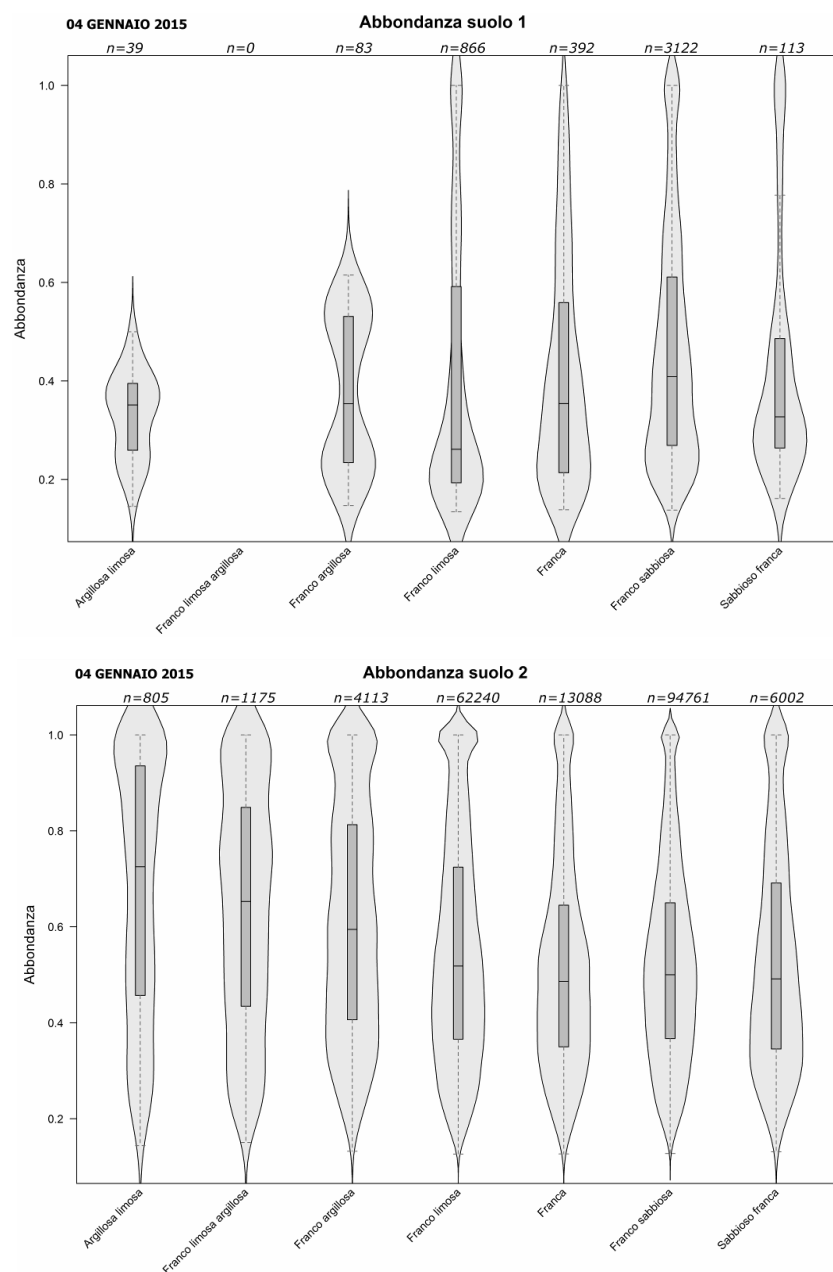 04 GENNAIO 2015 Abbondanza suolo 1
n=39 n=0 n=83 n=866 n=392 n=3122 n=113
1.0
0.8
0.6
0.4
0.2
Abbondanza
Argillosa limosa
Franco limosa argillosa
Franco argillosa
Franco limosa
Franca
Franco sabbiosa
Sabbioso franca
04 GENNAIO 2015 Abbondanza suolo 2
n=805 n=1175 n=4113 n=62240 n=13088 n=94761 n=6002
1.0
0.8
0.6
0.4
0.2
Abbondanza
Argillosa limosa
Franco limosa argillosa
Franco argillosa
Franco limosa
Franca
Franco sabbiosa
Sabbioso franca